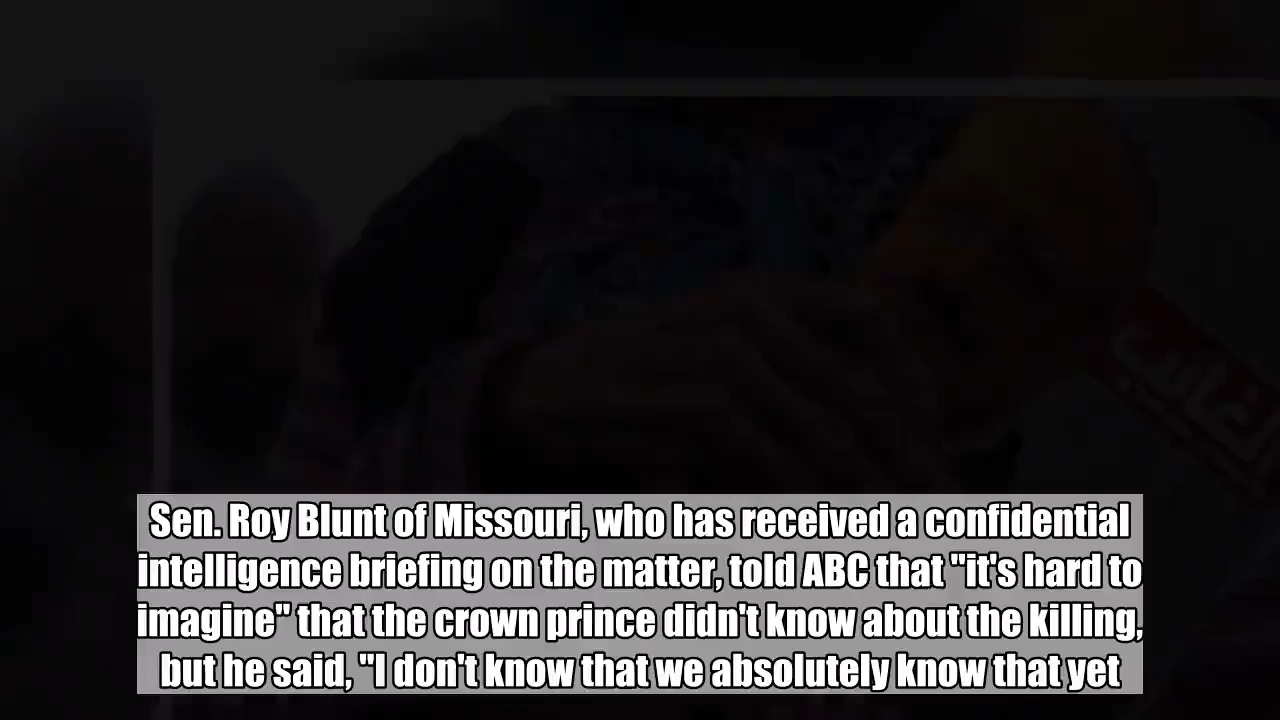 Sen. Roy Blunt of Missouri, who has received a confidential
intelligence briefing on the matter, told ABC that "it's hard to
imagine" that the crown prince didn't know about the killing,
but he said, "I don't know that we absolutely know that yet